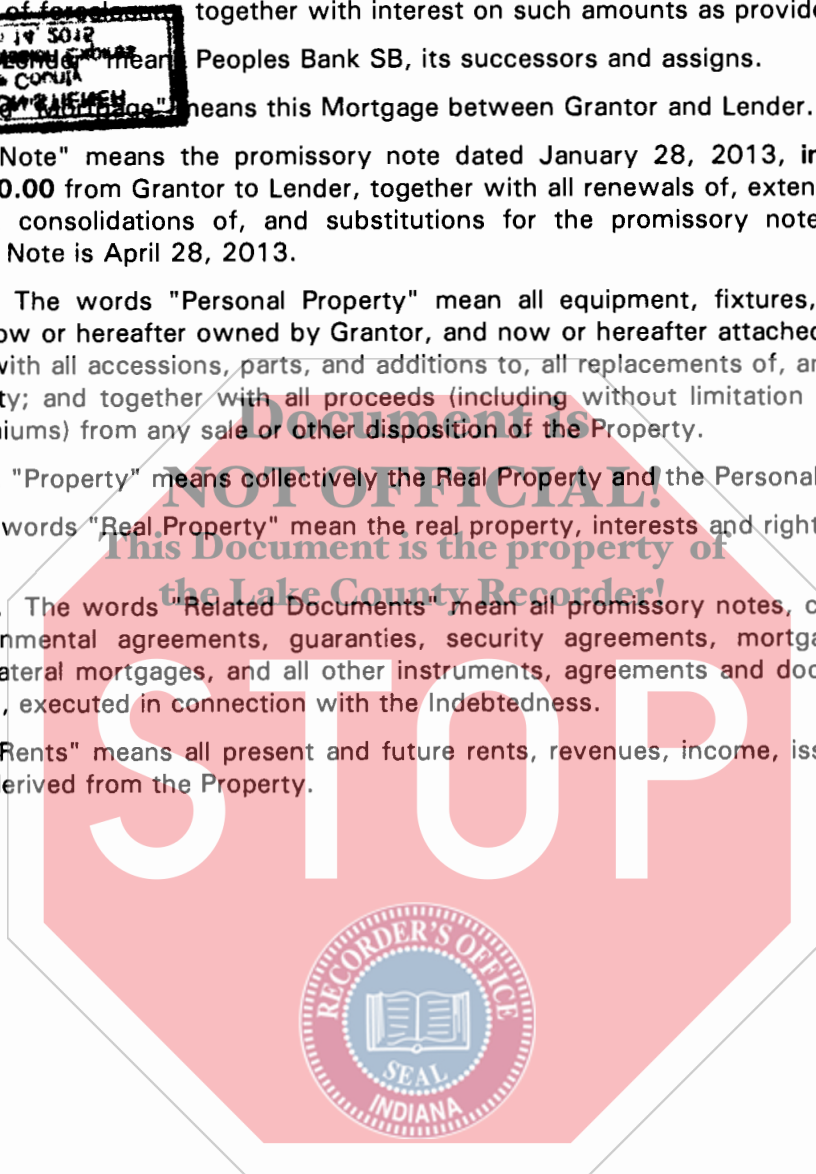 of foreclosure, together with interest on such amounts as provide
Lender" means Peoples Bank SB, its successors and assigns.
"Mortgage" means this Mortgage between Grantor and Lender.
Note" means the promissory note dated January 28, 2013, in
0.00 from Grantor to Lender, together with all renewals of, exten
consolidations of, and substitutions for the promissory note
Note is April 28, 2013.
The words "Personal Property" mean all equipment, fixtures,
ow or hereafter owned by Grantor, and now or hereafter attached
with all accessions, parts, and additions to, all replacements of, an
ty; and together with all proceeds (including without limitation
iums) from any sale or other disposition of the Property.
"Property" means collectively the Real Property and the Personal
words "Real Property" mean the real property, interests and right
. The words "Related Documents" mean all promissory notes, c
nmental agreements, guaranties, security agreements, mortga
ateral mortgages, and all other instruments, agreements and doc
, executed in connection with the Indebtedness.
Rents" means all present and future rents, revenues, income, iss
erived from the Property.
Document is
NOT OFFICIAL!
This Document is the property of
the Lake County Recorder!
STOP
RECORDER'S OFFICE
SEAL
INDIANA